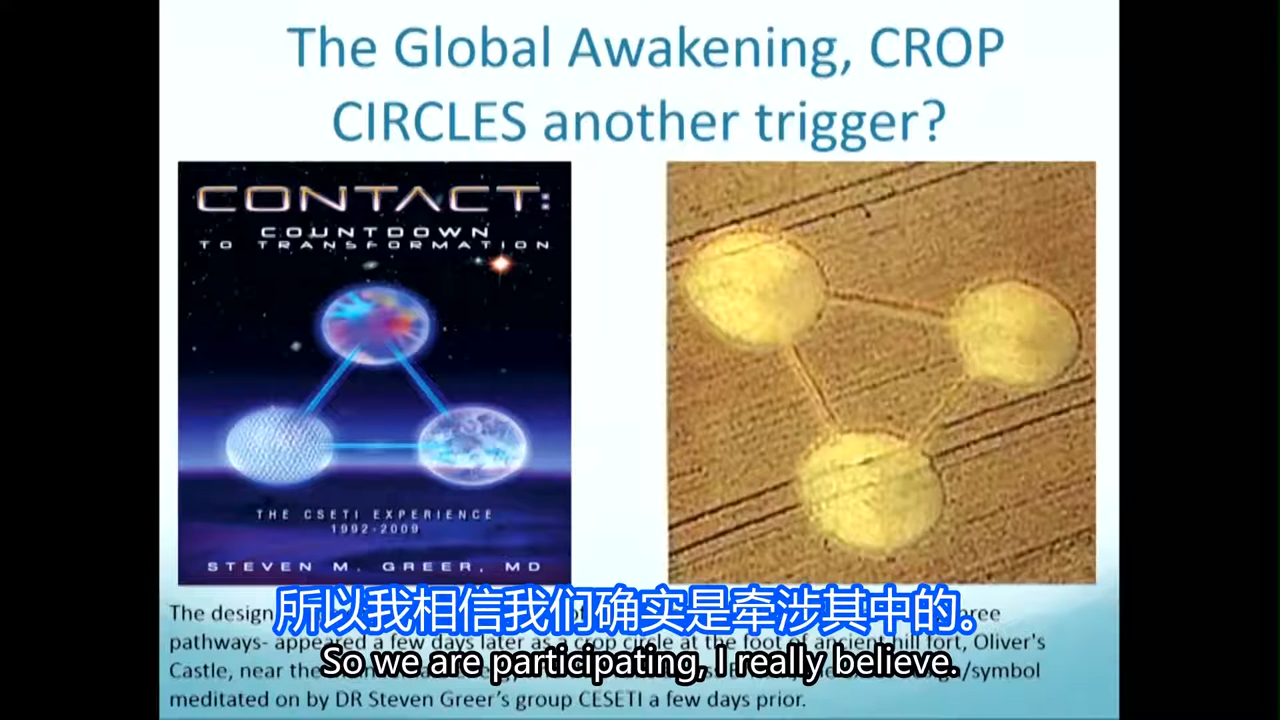 The Global Awakening, CROP
CIRCLES another trigger?
CONTACT:
COUNTDOWN
TO TRANSFORMATION
THE CSETI EXPERIENCE
1992-2009
STEVEN M. GREER, MD
The design
所以我相信我们确实是牵涉其中的。
pathways- appeared a few days later as a crop circle at the foot of ancient hill fort, Oliver's
So we are participating, I really believe.
Castle, near the
meditated on by DR Steven Greer's group CESETI a few days prior.